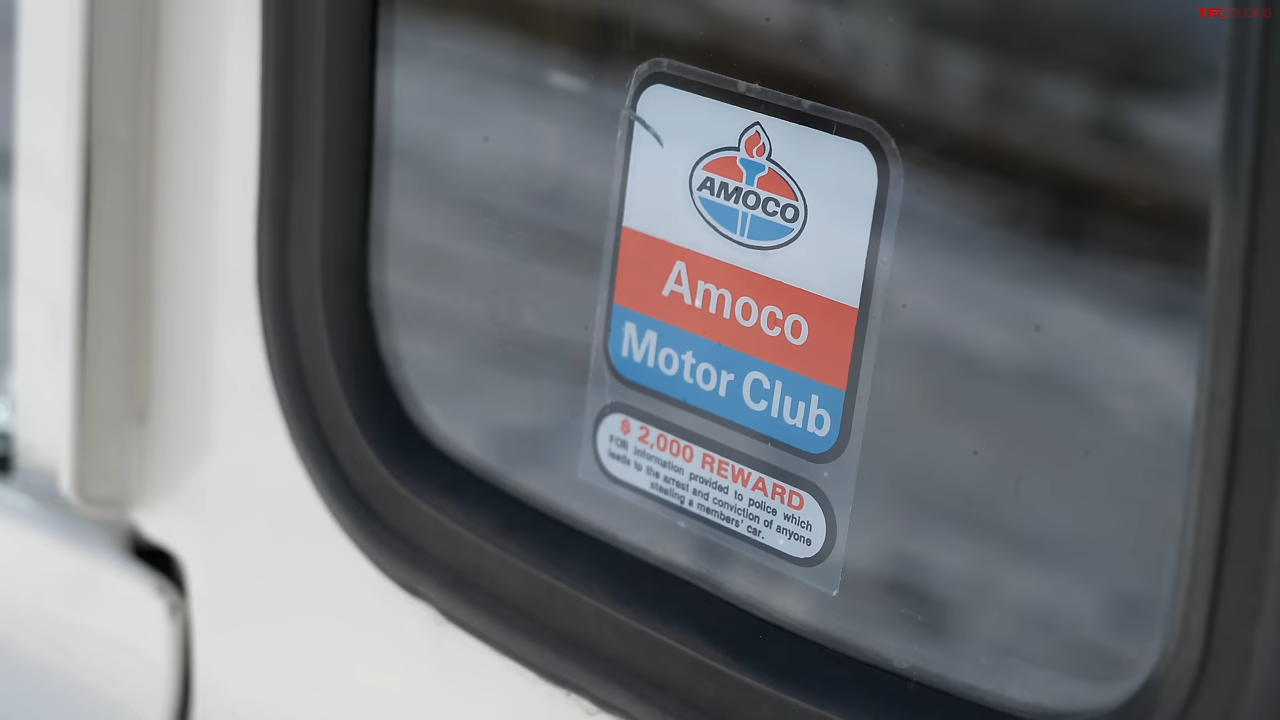 TFLSTUDIOS
AMOCO
Amoco
Motor Club
$ 2,000 REWARD
FOR information provided to police which
leads to the arrest and conviction of anyone
stealing a members' car.